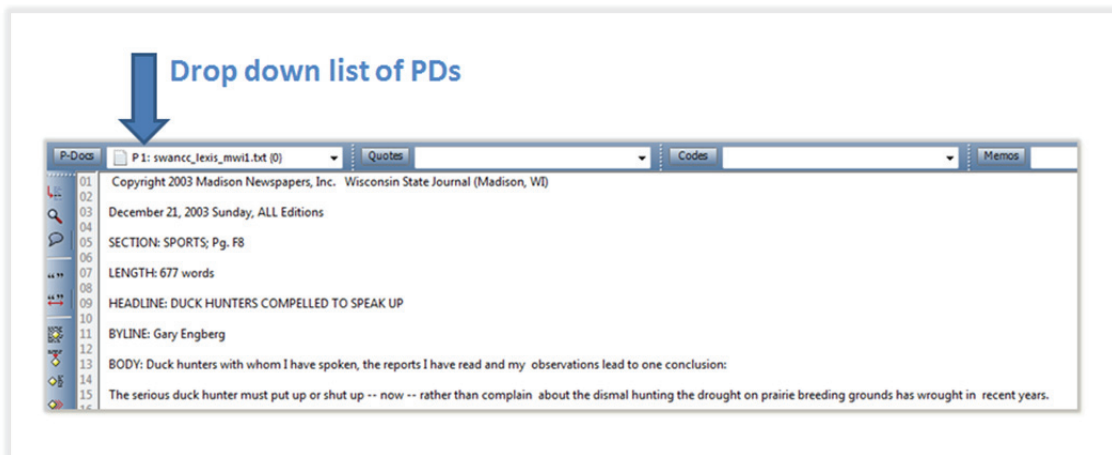 Drop down list of PDs
P-Docs P 1: swancc_lexis_mwi1.txt (0) Quotes Codes Memos
01 Copyright 2003 Madison Newspapers, Inc. Wisconsin State Journal (Madison, WI)
02
03 December 21, 2003 Sunday, ALL Editions
04
05 SECTION: SPORTS; Pg. F8
06
07 LENGTH: 677 words
08
09 HEADLINE: DUCK HUNTERS COMPELLED TO SPEAK UP
10
11 BYLINE: Gary Engberg
12
13 BODY: Duck hunters with whom I have spoken, the reports I have read and my observations lead to one conclusion:
14
15 The serious duck hunter must put up or shut up -- now -- rather than complain about the dismal hunting the drought on prairie breeding grounds has wrought in recent years.